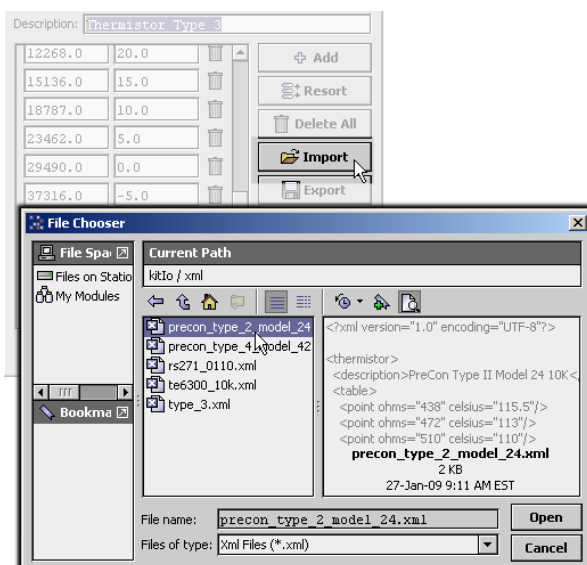 Description: Thermistor Type 3
12268.0 20.0
15136.0 15.0
18787.0 10.0
23462.0 5.0
29490.0 0.0
37316.0 -5.0
Add
Resort
Delete All
Import
Export
File Chooser
File Spa
Files on Statio
My Modules
Bookma
Current Path
kitIo / xml
precon_type_2_model_24
precon_type_4_model_42
rs271_0110.xml
te6300_10k.xml
type_3.xml
<?xml version="1.0" encoding="UTF-8"?>
<thermistor>
<description>PreCon Type II Model 24 10K<
<table>
<point ohms="438" celsius="115.5"/>
<point ohms="472" celsius="113"/>
<point ohms="510" celsius="110"/>
precon_type_2_model_24.xml
2 KB
27-Jan-09 9:11 AM EST
File name: precon_type_2_model_24.xml
Files of type: Xml Files (*.xml)
Open
Cancel